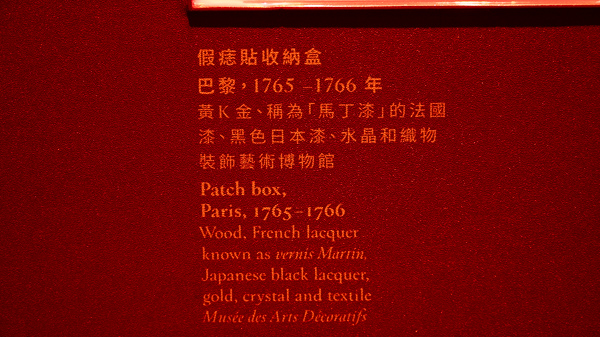 假痣貼收納盒
巴黎,1765 –1766 年
黃K金、稱為「馬丁漆」的法國
漆、黑色日本漆、水晶和織物
裝飾藝術博物館
Patch box,
Paris, 1765–1766
Wood, French lacquer
known as vernis Martin,
Japanese black lacquer,
gold, crystal and textile
Musée des Arts Décoratifs